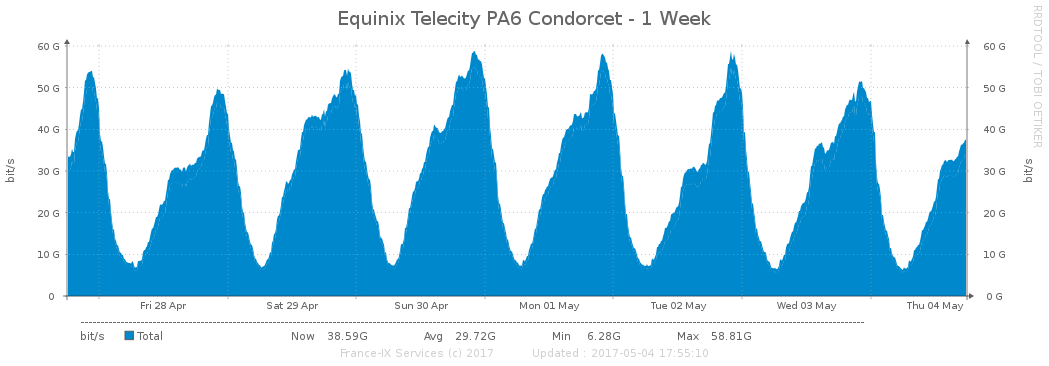 Equinix Telecity PA6 Condorcet - 1 Week
RRDTOOL / TOBI OETIKER
60 G 60 G
50 G 50 G
40 G 40 G
30 G 30 G
20 G 20 G
10 G 10 G
0 0 G
bit/s
bit/s
Fri 28 Apr Sat 29 Apr Sun 30 Apr Mon 01 May Tue 02 May Wed 03 May Thu 04 May
bit/s Total Now 38.59G Avg 29.72G Min 6.28G Max 58.81G
France-IX Services (c) 2017 Updated : 2017-05-04 17:55:10